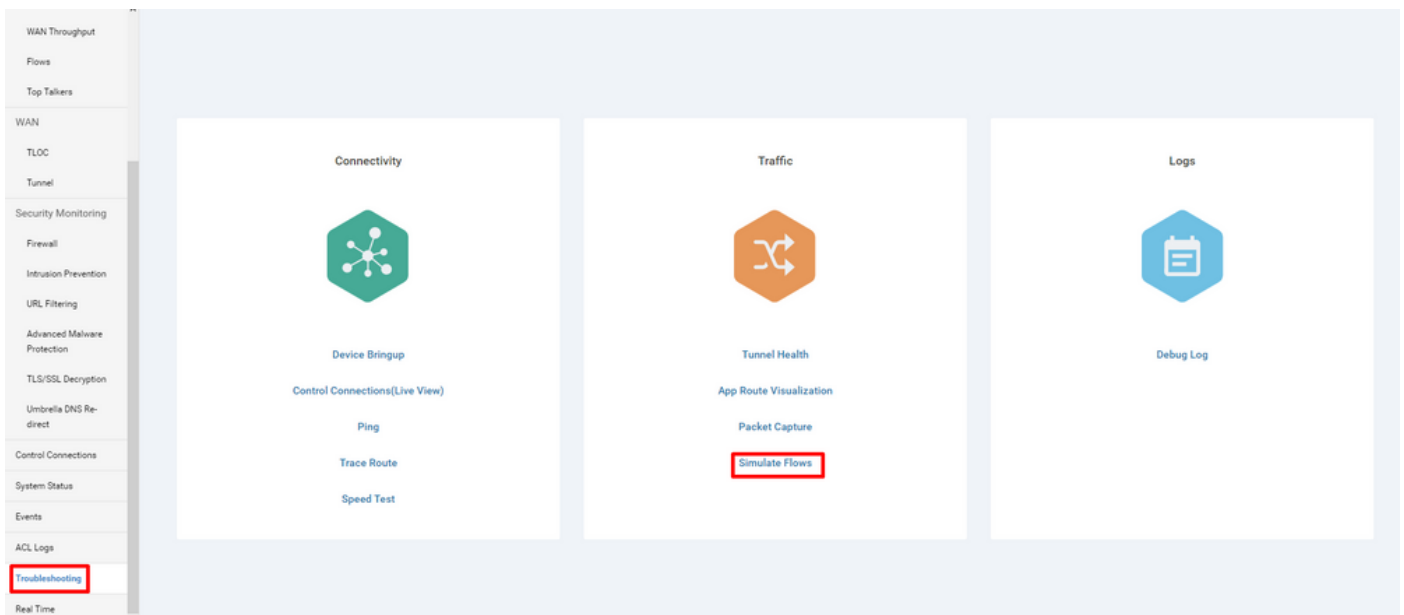 WAN Throughput
Flows
Top Talkers
WAN
TLOC
Tunnel
Security Monitoring
Firewall
Intrusion Prevention
URL Filtering
Advanced Malware
Protection
TLS/SSL Decryption
Umbrella DNS Re-
direct
Control Connections
System Status
Events
ACL Logs
Troubleshooting
Real Time
Connectivity
Device Bringup
Control Connections(Live View)
Ping
Trace Route
Speed Test
Traffic
Tunnel Health
App Route Visualization
Packet Capture
Simulate Flows
Logs
Debug Log